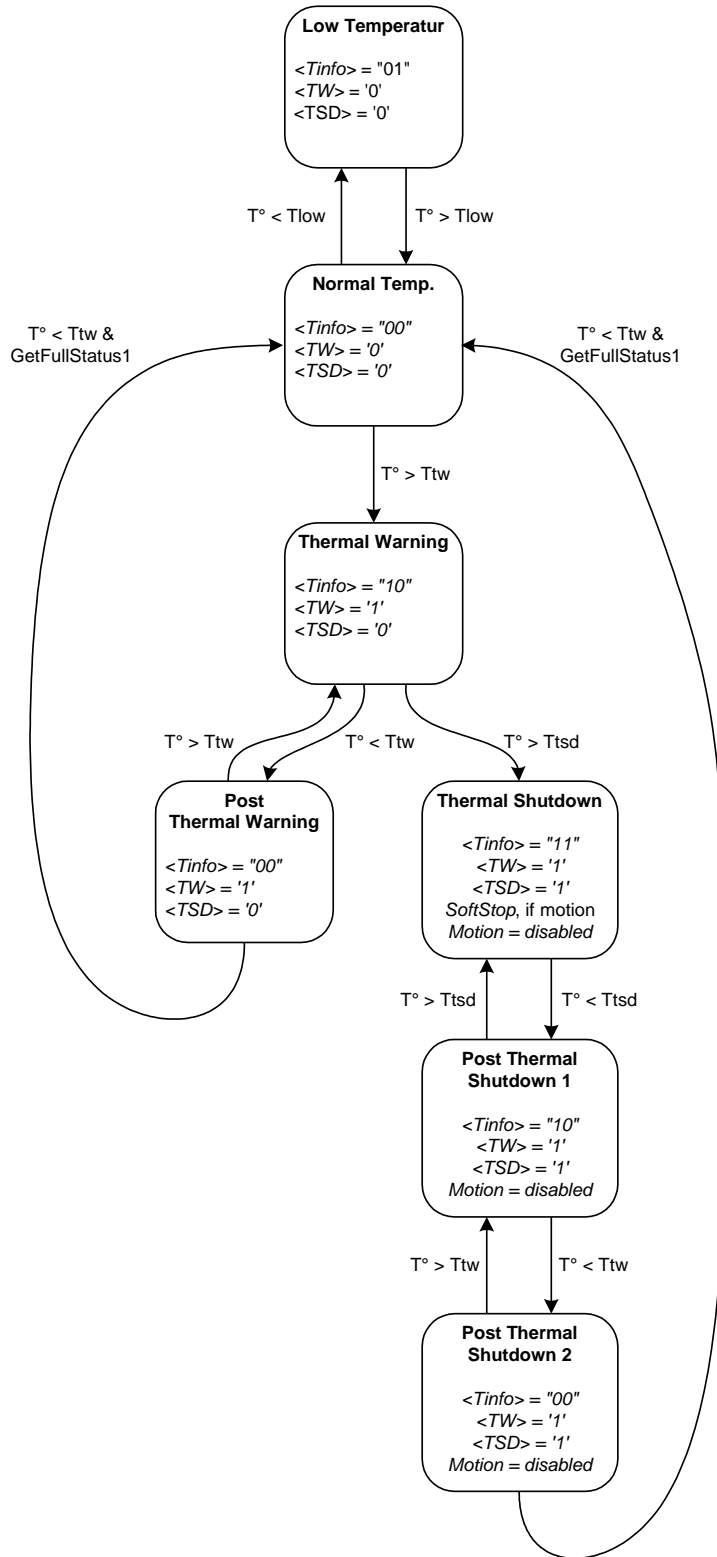 Low Temperatur
<Tinfo> = "01"
<TW> = '0'
<TSD> = '0'
T° < Tlow
T° > Tlow
Normal Temp.
<Tinfo> = "00"
<TW> = '0'
<TSD> = '0'
T° < Ttw &
GetFullStatus1
T° < Ttw &
GetFullStatus1
T° > Ttw
Thermal Warning
<Tinfo> = "10"
<TW> = '1'
<TSD> = '0'
T° > Ttw
T° < Ttw
T° > Ttsd
Post
Thermal Warning
<Tinfo> = "00"
<TW> = '1'
<TSD> = '0'
Thermal Shutdown
<Tinfo> = "11"
<TW> = '1'
<TSD> = '1'
SoftStop, if motion
Motion = disabled
T° > Ttsd
T° < Ttsd
Post Thermal
Shutdown 1
<Tinfo> = "10"
<TW> = '1'
<TSD> = '1'
Motion = disabled
T° > Ttw
T° < Ttw
Post Thermal
Shutdown 2
<Tinfo> = "00"
<TW> = '1'
<TSD> = '1'
Motion = disabled